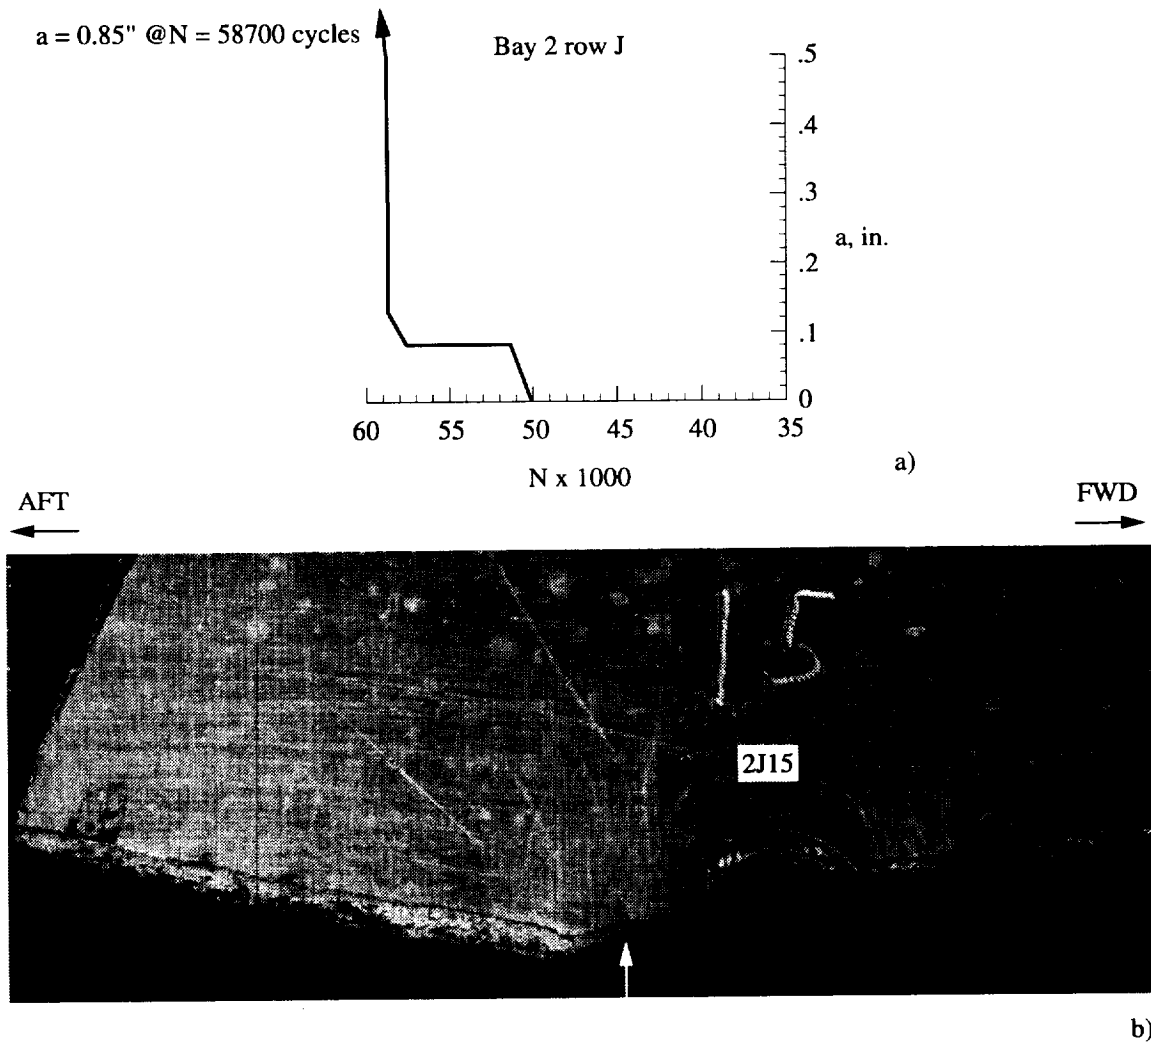 a = 0.85" @N = 58700 cycles
Bay 2 row J
.5
.4
.3
a, in.
.2
.1
0
60 55 50 45 40 35
N x 1000
a)
AFT
FWD
15
2J15
b)